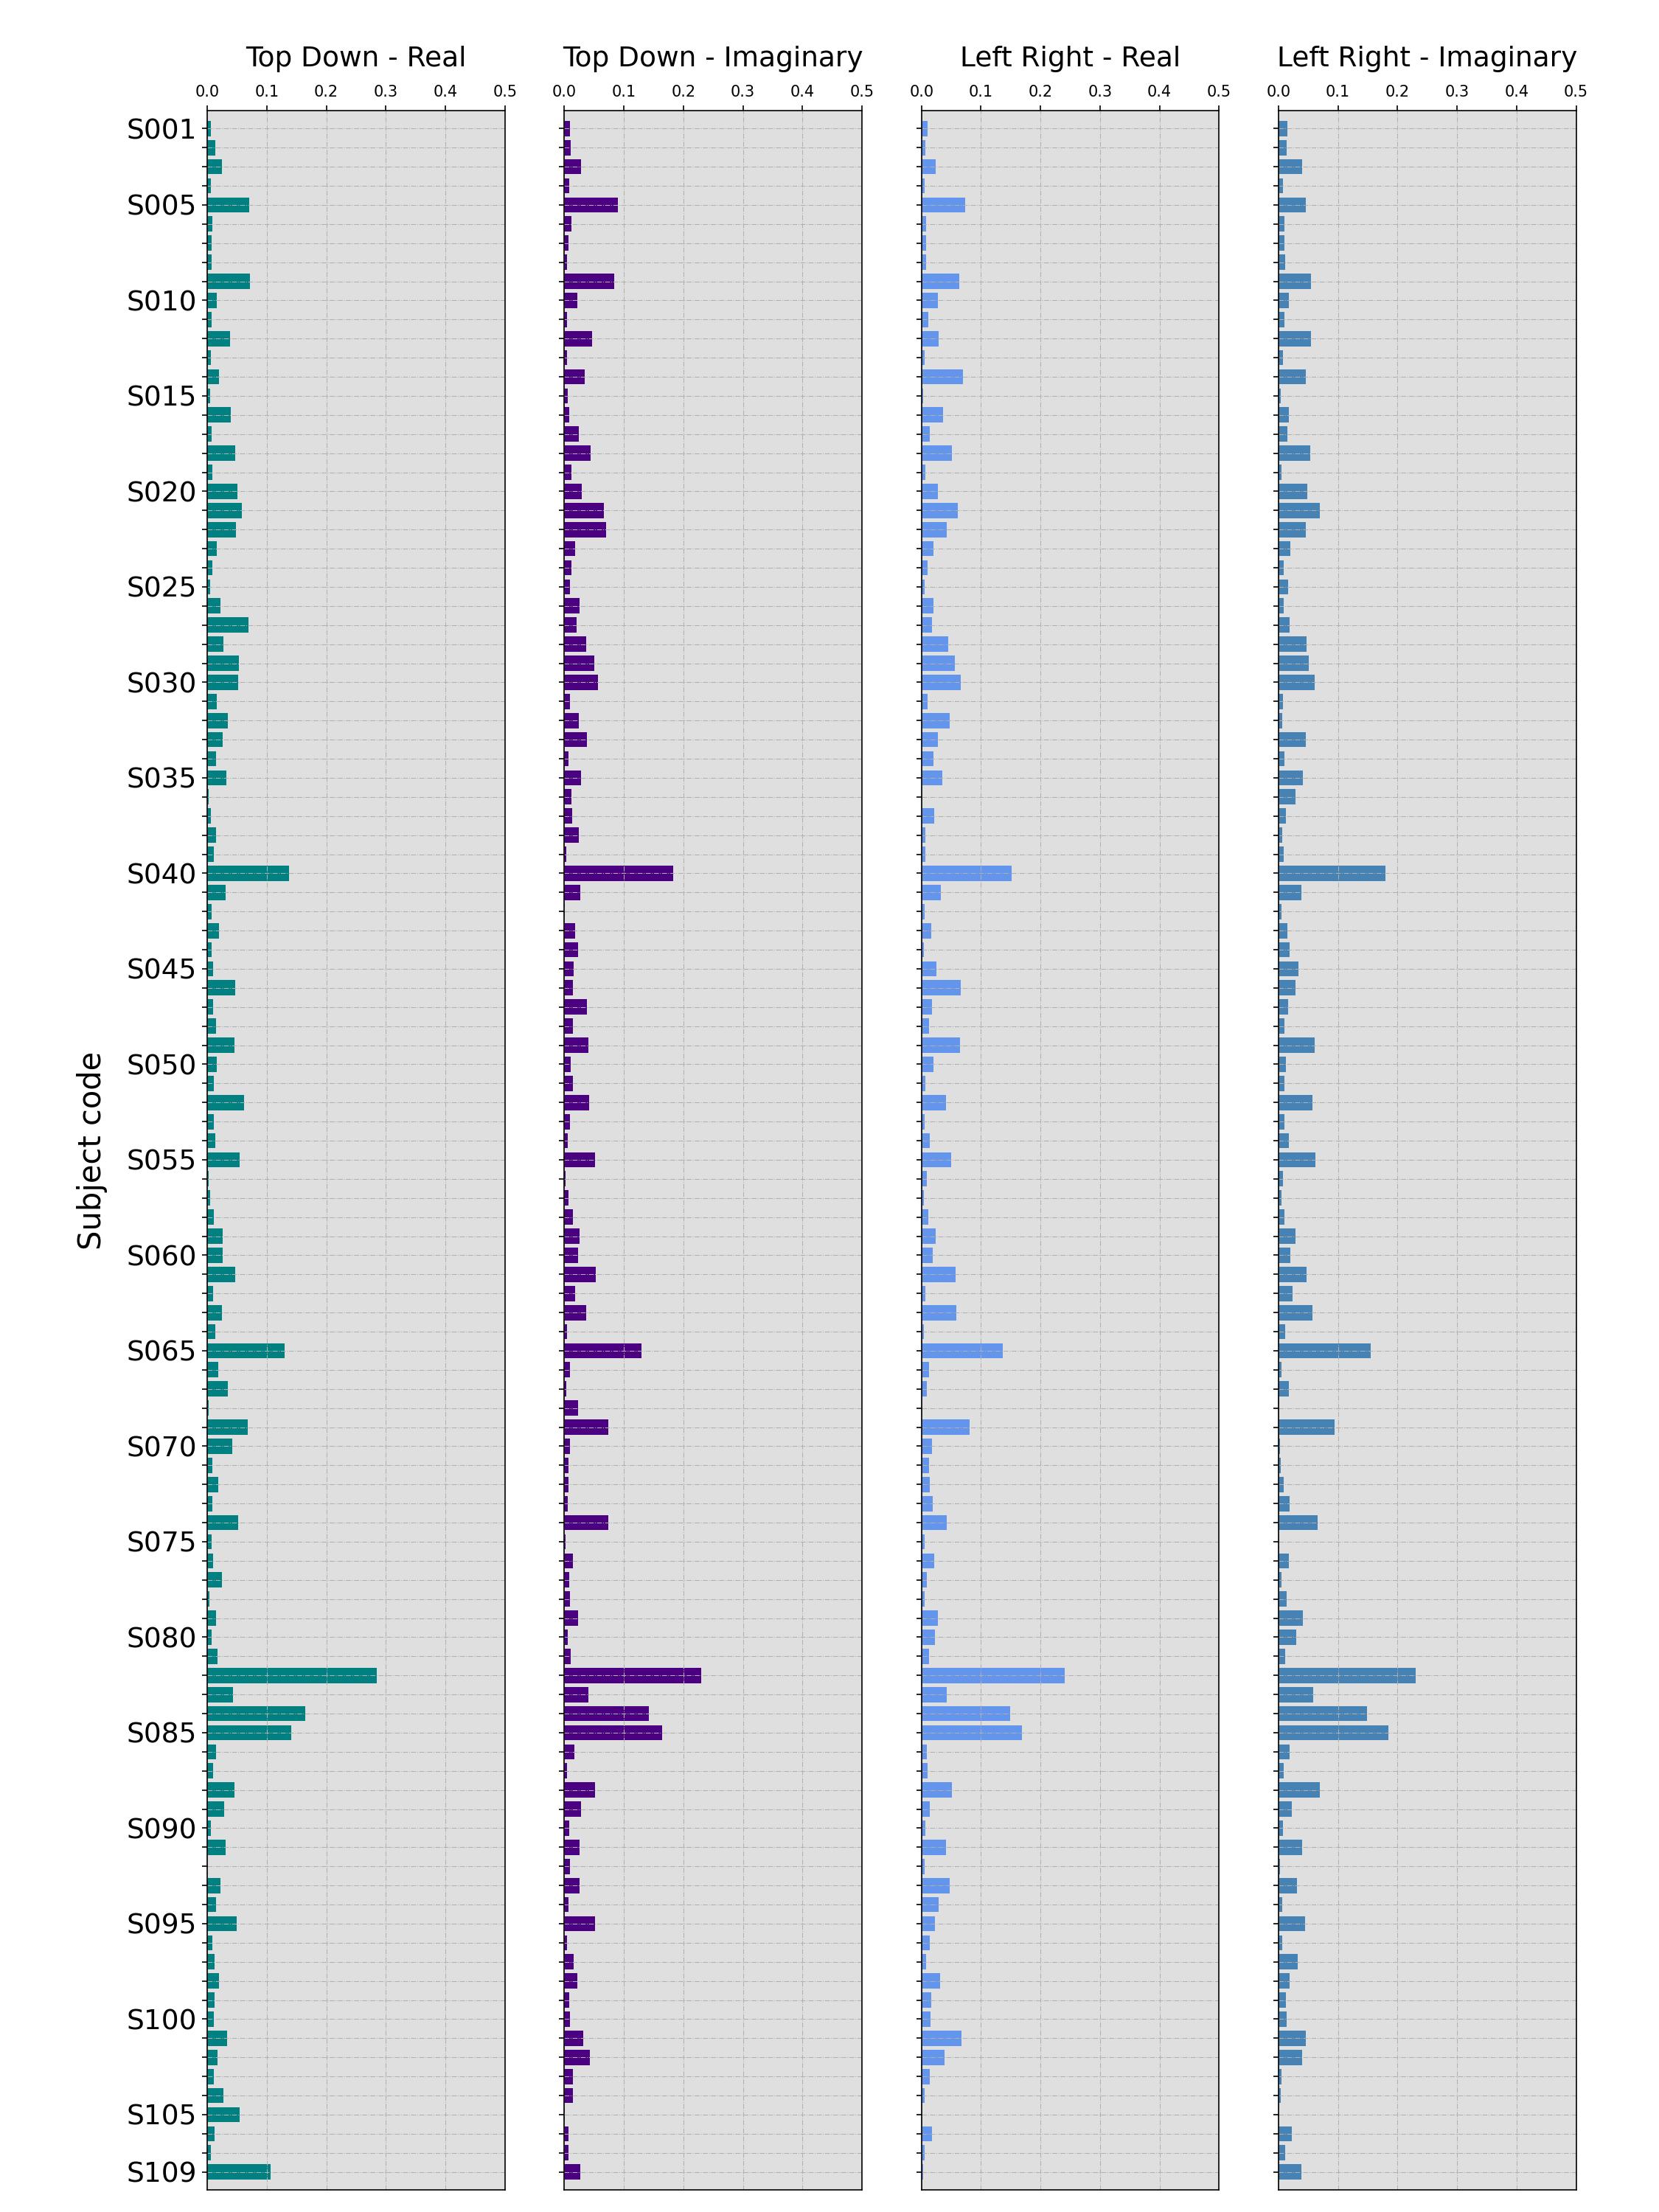 Top Down - Real Top Down - Imaginary Left Right - Real Left Right - Imaginary
0.0 0.1 0.2 0.3 0.4 0.5 0.0 0.1 0.2 0.3 0.4 0.5 0.0 0.1 0.2 0.3 0.4 0.5 0.0 0.1 0.2 0.3 0.4 0.5
S001
S005
S010
S015
S020
S025
S030
S035
S040
S045
S050
Subject code
S055
S060
S065
S070
S075
S080
S085
S090
S095
S100
S105
S109